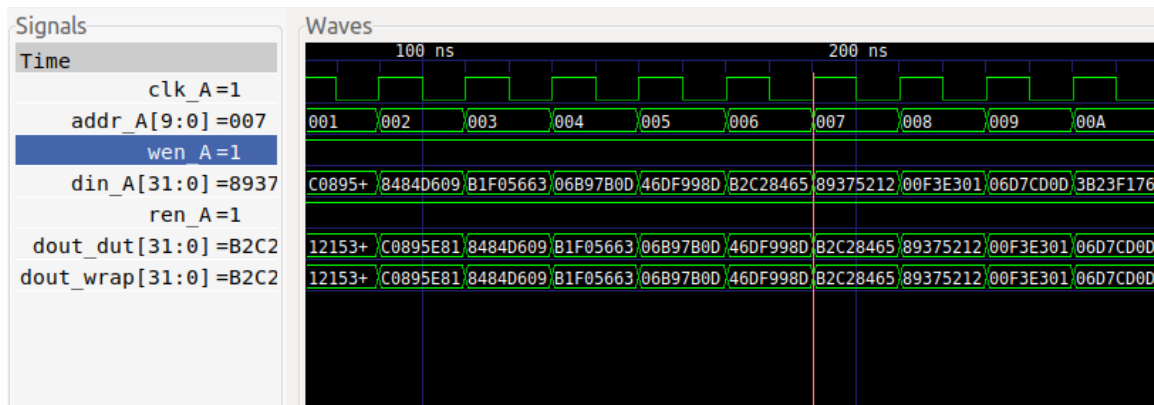 Signals Waves
Time 100 ns 200 ns
clk_A=1
addr_A[9:0]=007 001 002 003 004 005 006 007 008 009 00A
wen_A=1
din_A[31:0]=8937 C0895+ 8484D609 B1F05663 06B97B0D 46DF998D B2C28465 89375212 00F3E301 06D7CD0D 3B23F176
ren_A=1
dout_dut[31:0]=B2C2 12153+ C0895E81 8484D609 B1F05663 06B97B0D 46DF998D B2C28465 89375212 00F3E301 06D7CD0D
dout_wrap[31:0]=B2C2 12153+ C0895E81 8484D609 B1F05663 06B97B0D 46DF998D B2C28465 89375212 00F3E301 06D7CD0D